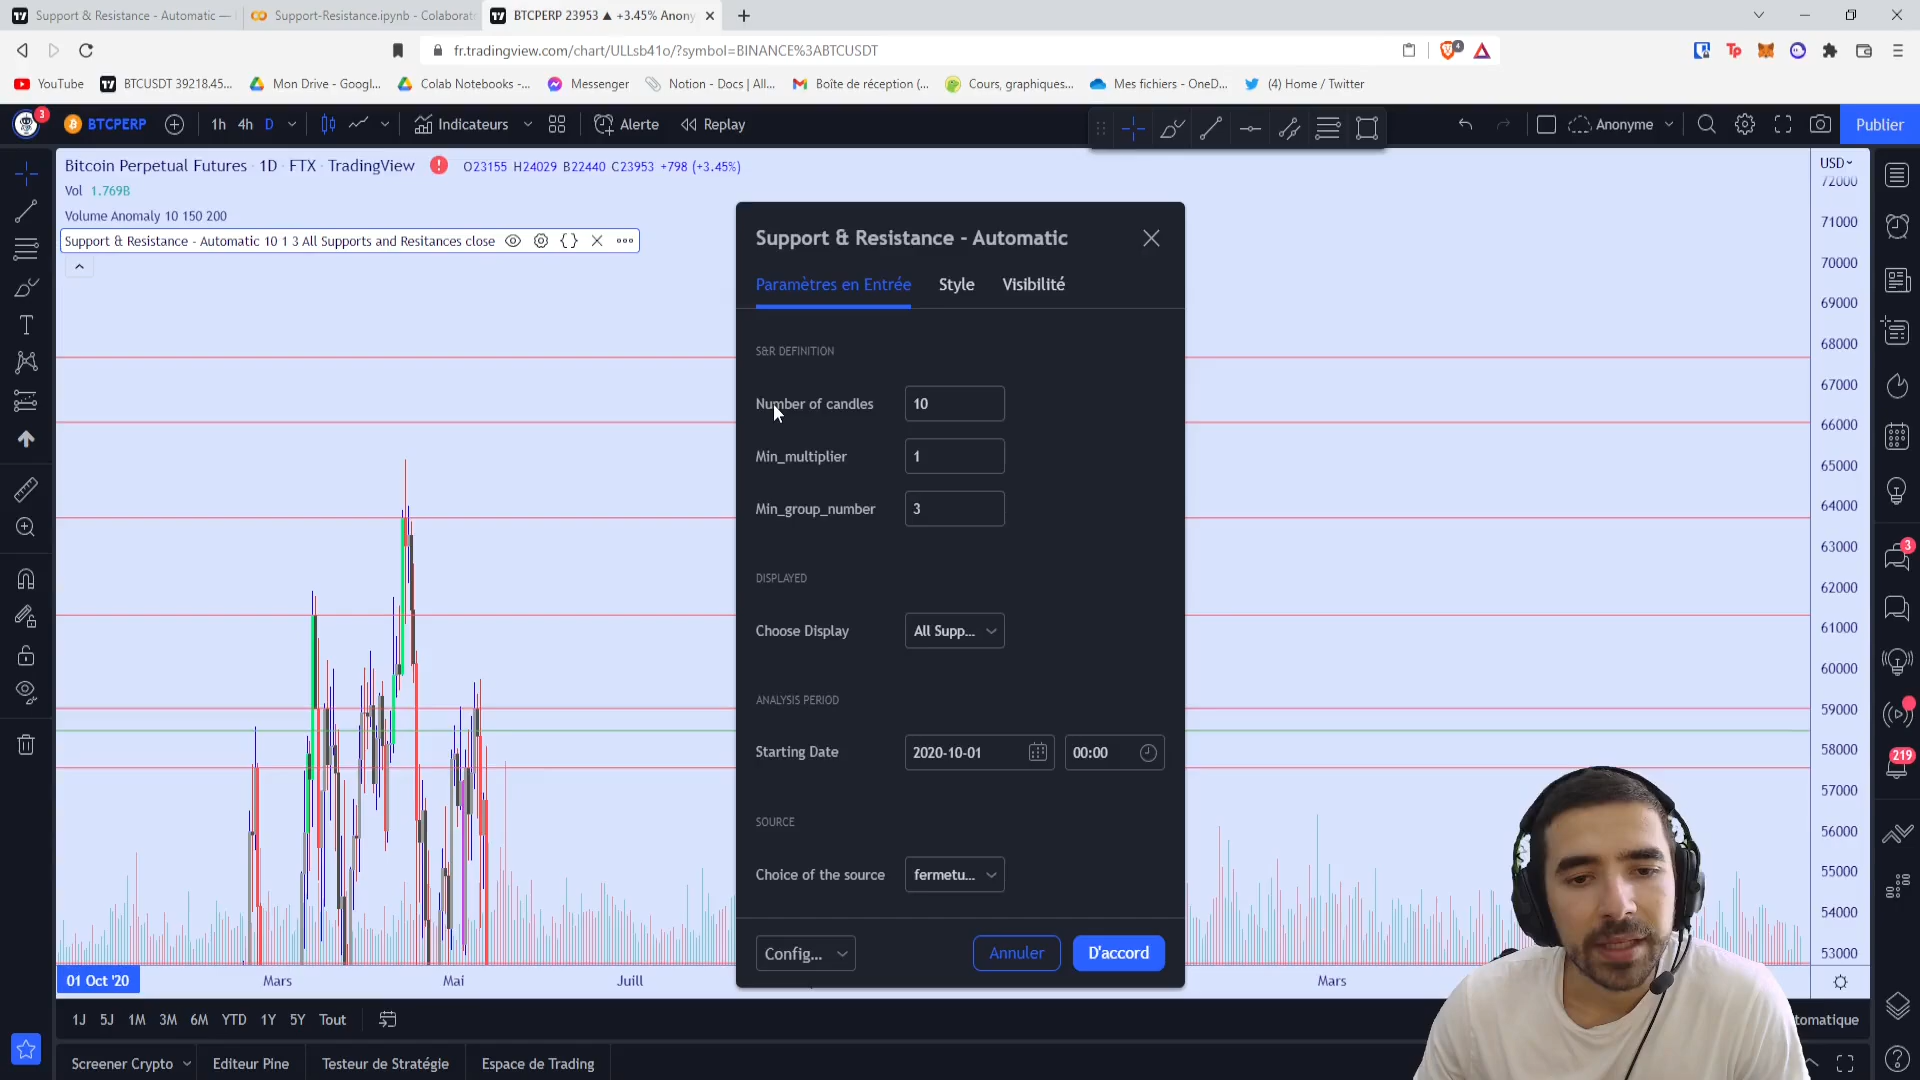 Support & Resistance - Automatic —
Support-Resistance.ipynb - Colaborat
BTCPERP 23953 ▲ +3.45% Anony
fr.tradingview.com/chart/ULLsb41o/?symbol=BINANCE%3ABTCUSDT
4
YouTube
BTCUSDT 39218.45...
Mon Drive - Googl...
Colab Notebooks -...
Messenger
Notion - Docs | All...
Boîte de réception (...
Cours, graphiques...
Mes fichiers - OneD...
(4) Home / Twitter
3
BTCPERP
1h 4h D
Indicateurs
Alerte
Replay
Anonyme
Publier
Bitcoin Perpetual Futures · 1D · FTX · TradingView
O23155 H24029 B22440 C23953 +798 (+3.45%)
Vol 1.769B
Volume Anomaly 10 150 200
Support & Resistance - Automatic 10 1 3 All Supports and Resitances close
Support & Resistance - Automatic
Paramètres en Entrée
Style
Visibilité
S&R DEFINITION
Number of candles
10
Min_multiplier
1
Min_group_number
3
DISPLAYED
Choose Display
All Supp...
ANALYSIS PERIOD
Starting Date
2020-10-01
00:00
SOURCE
Choice of the source
fermetu...
Config...
Annuler
D'accord
USD
72000
71000
70000
69000
68000
67000
66000
65000
64000
63000
62000
61000
60000
59000
58000
57000
56000
55000
54000
53000
3
219
01 Oct '20
Mars
Mai
Juill
Mars
1J 5J 1M 3M 6M YTD 1Y 5Y Tout
tomatique
Screener Crypto
Editeur Pine
Testeur de Stratégie
Espace de Trading